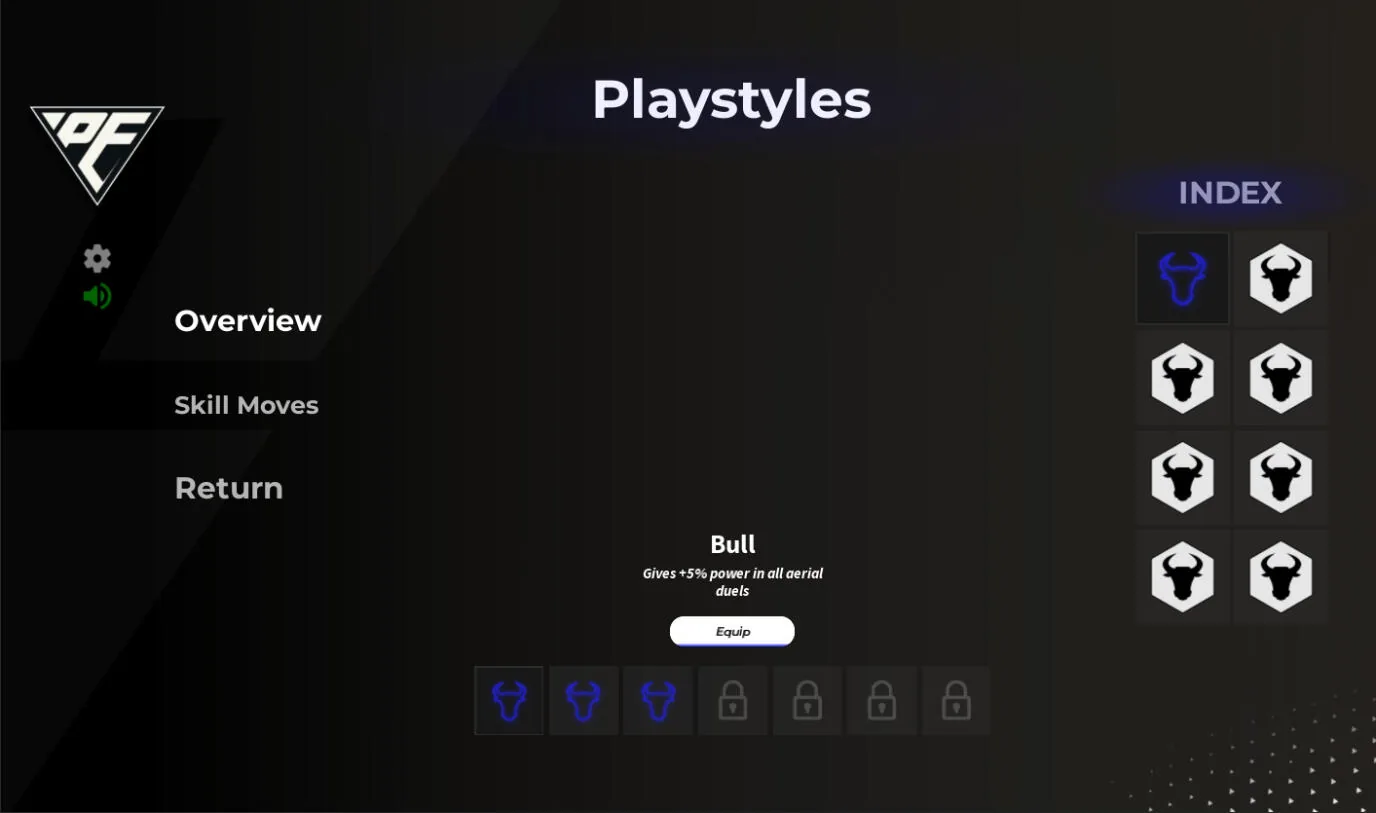 Playstyles
INDEX
Overview
Skill Moves
Return
Bull
Gives +5% power in all aerial
duels
Equip